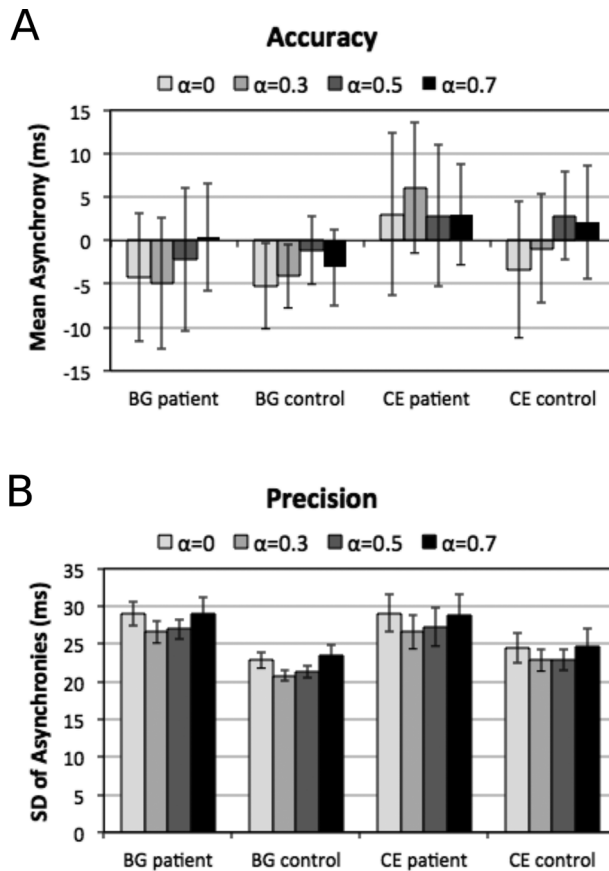 A
Accuracy
α=0 α=0.3 α=0.5 α=0.7
Mean Asynchrony (ms)
15
10
5
0
-5
-10
-15
BG patient BG control CE patient CE control
B
Precision
α=0 α=0.3 α=0.5 α=0.7
SD of Asynchronies (ms)
35
30
25
20
15
10
5
0
BG patient BG control CE patient CE control